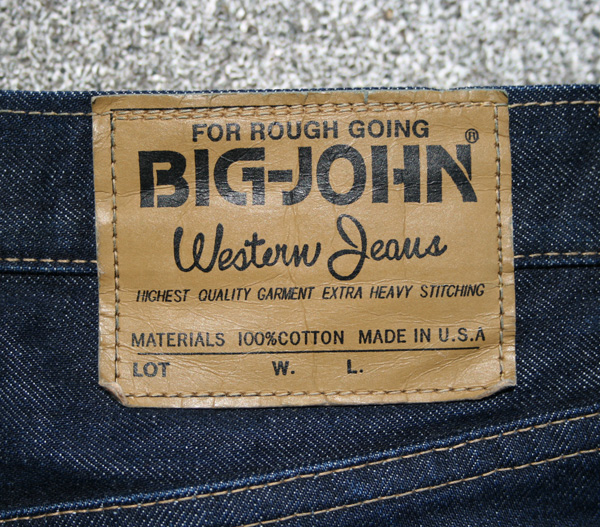 FOR ROUGH GOING
BIG-JOHN®
Western Jeans
HIGHEST QUALITY GARMENT EXTRA HEAVY STITCHING
MATERIALS 100%COTTON MADE IN U.S.A
LOT W. L.